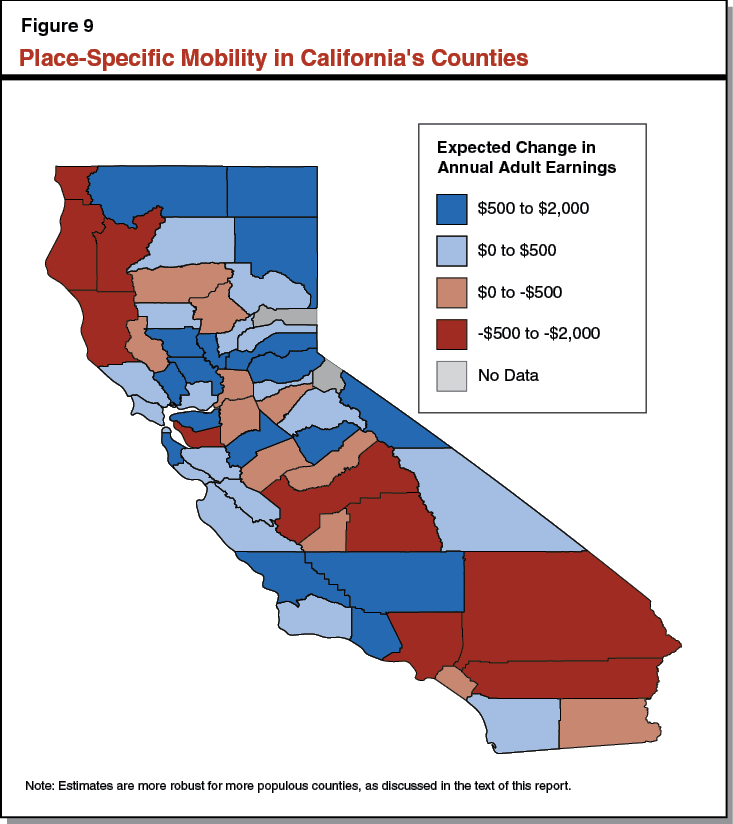 Figure 9
Place-Specific Mobility in California's Counties
Expected Change in
Annual Adult Earnings
$500 to $2,000
$0 to $500
$0 to -$500
-$500 to -$2,000
No Data
Note: Estimates are more robust for more populous counties, as discussed in the text of this report.